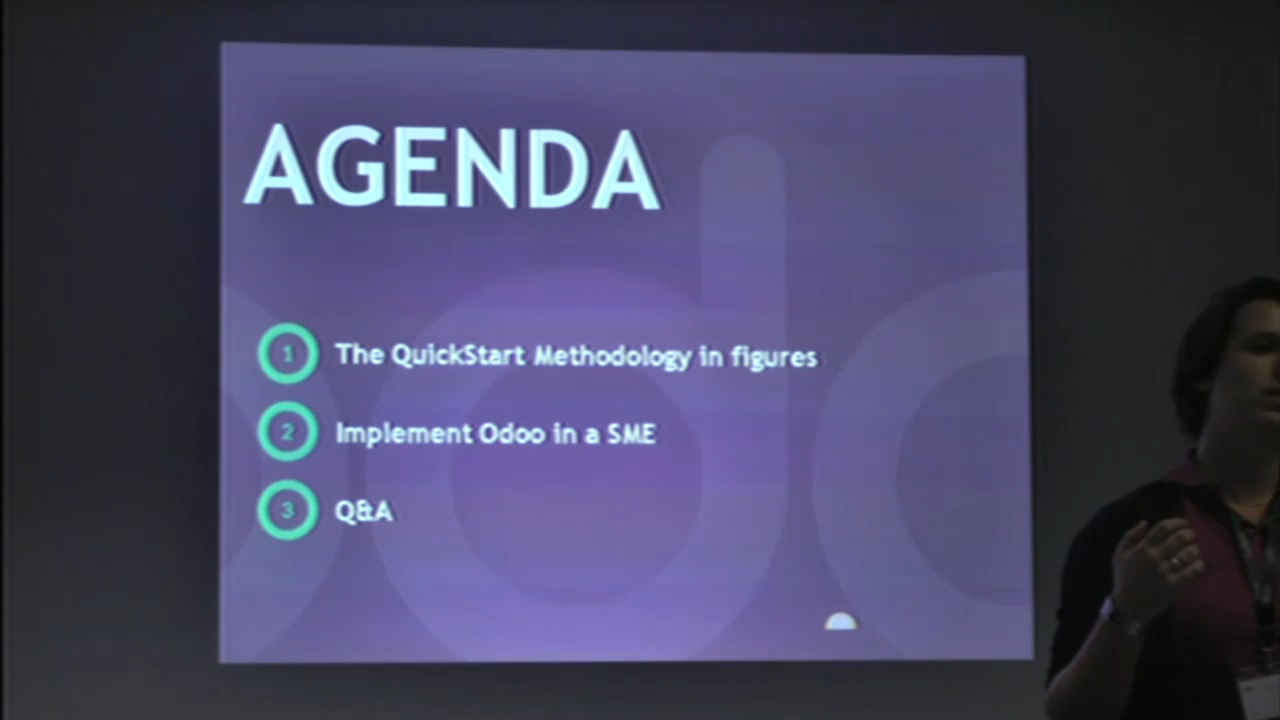 AGENDA
1 The QuickStart Methodology in figures
2 Implement Odoo in a SME
3 Q&A